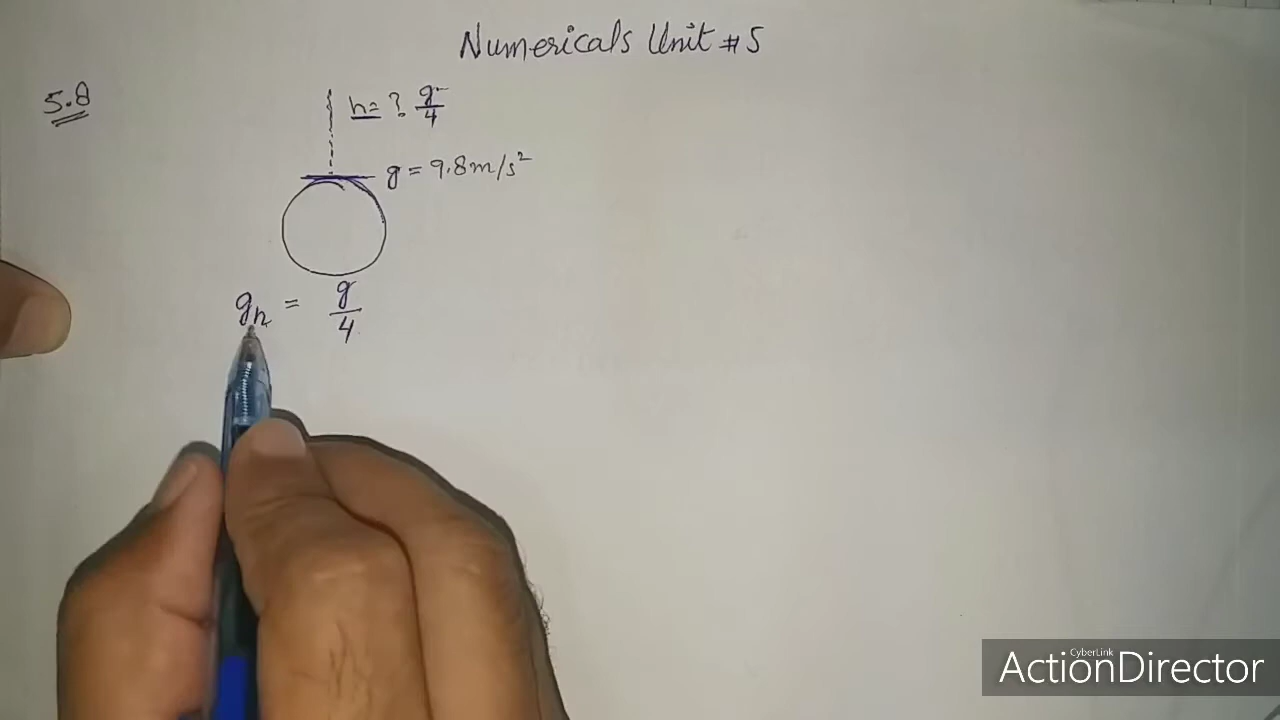 Numericals Unit # 5
5.8
h = ? g/4
g = 9.8 m/s²
gh = g/4
CyberLink
ActionDirector